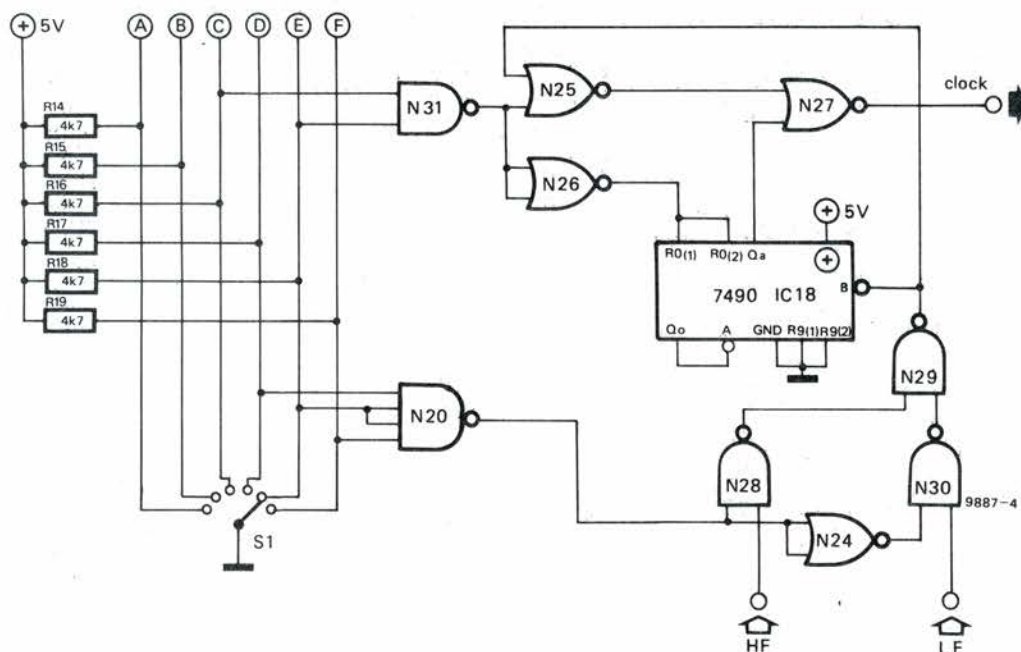 + 5V A B C D E F
R14
4k7
R15
4k7
R16
4k7
R17
4k7
R18
4k7
R19
4k7
N31
N25
N26
N27
clock
+ 5V
+
R0(1) R0(2) Qa
7490 IC18 B
Qo A GND R9(1) R9(2)
N29
N20
N28
N30
9887-4
N24
S1
HF
LF